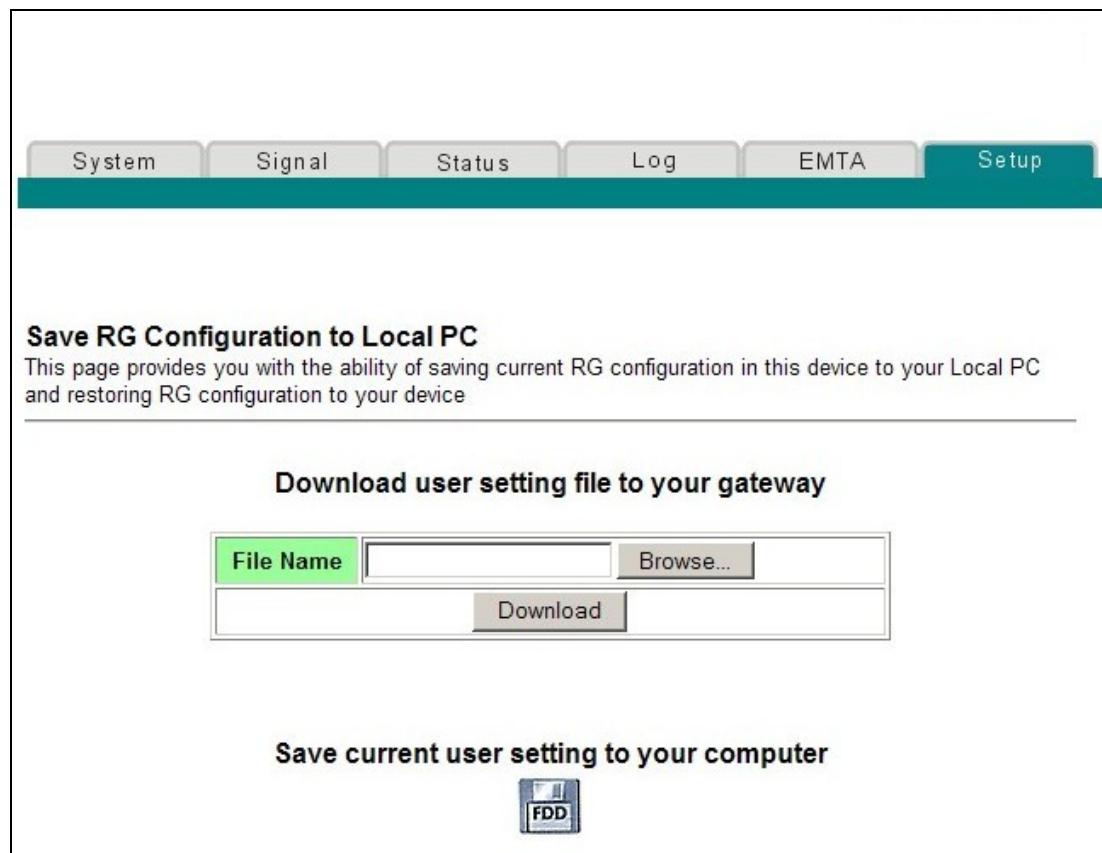 System Signal Status Log EMTA Setup
Save RG Configuration to Local PC
This page provides you with the ability of saving current RG configuration in this device to your Local PC
and restoring RG configuration to your device
Download user setting file to your gateway
File Name Browse...
Download
Save current user setting to your computer
FDD